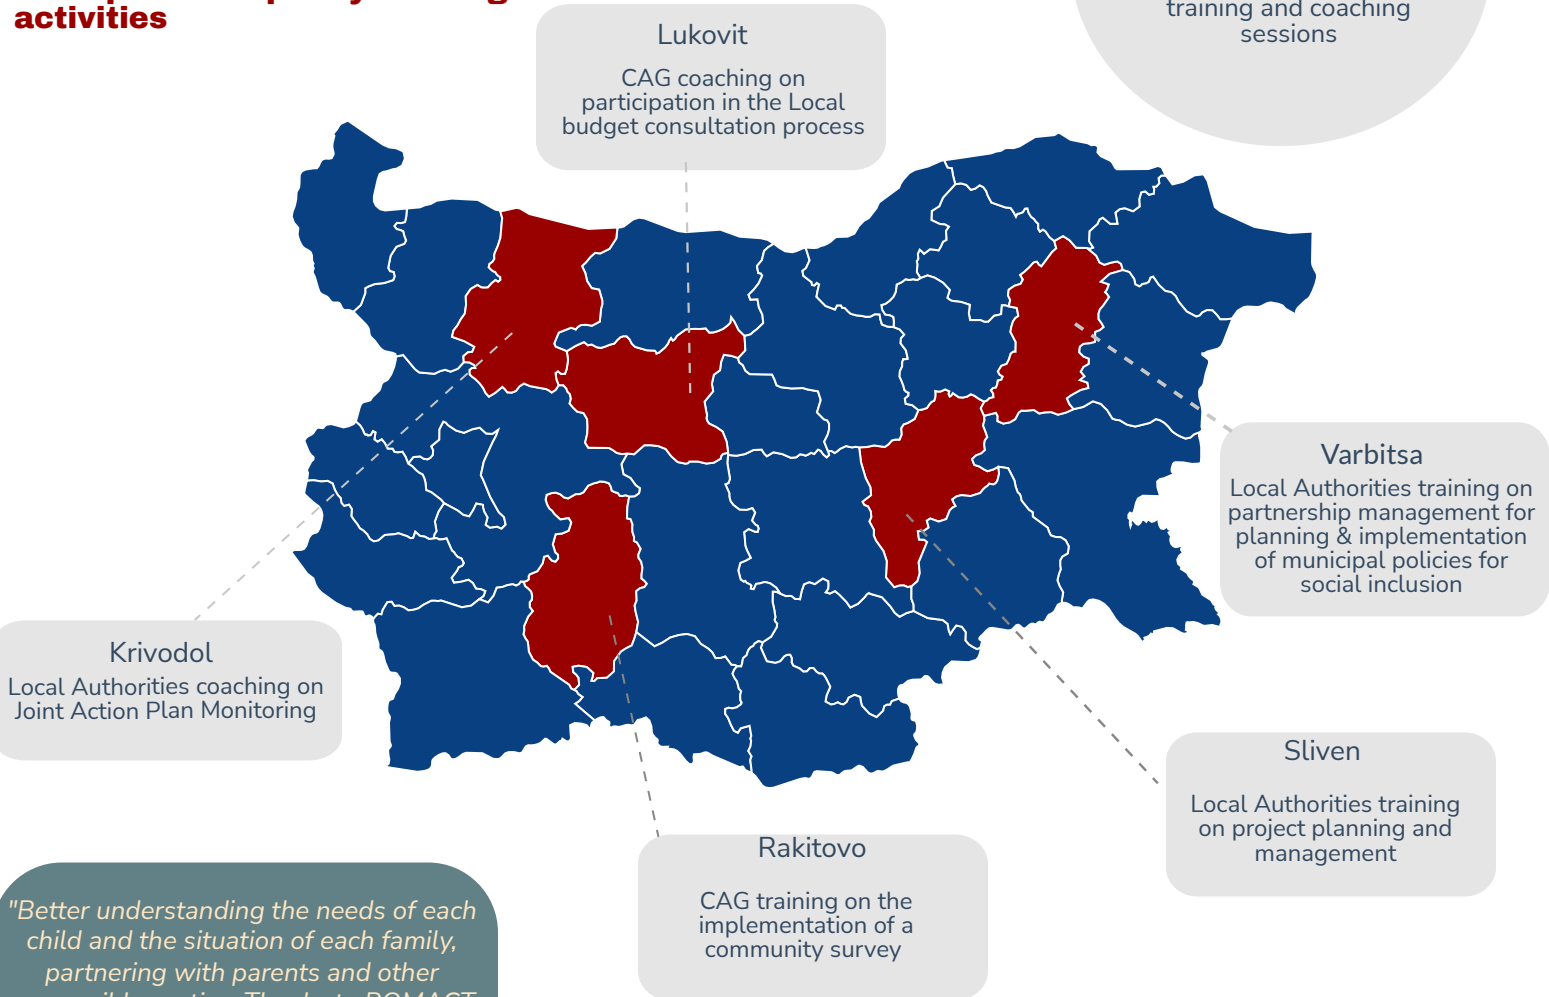 activities
training and coaching
sessions
Lukovit
CAG coaching on
participation in the Local
budget consultation process
Varbitsa
Local Authorities training on
partnership management for
planning & implementation
of municipal policies for
social inclusion
Krivodol
Local Authorities coaching on
Joint Action Plan Monitoring
Sliven
Local Authorities training
on project planning and
management
Rakitovo
CAG training on the
implementation of a
community survey
"Better understanding the needs of each
child and the situation of each family,
partnering with parents and other